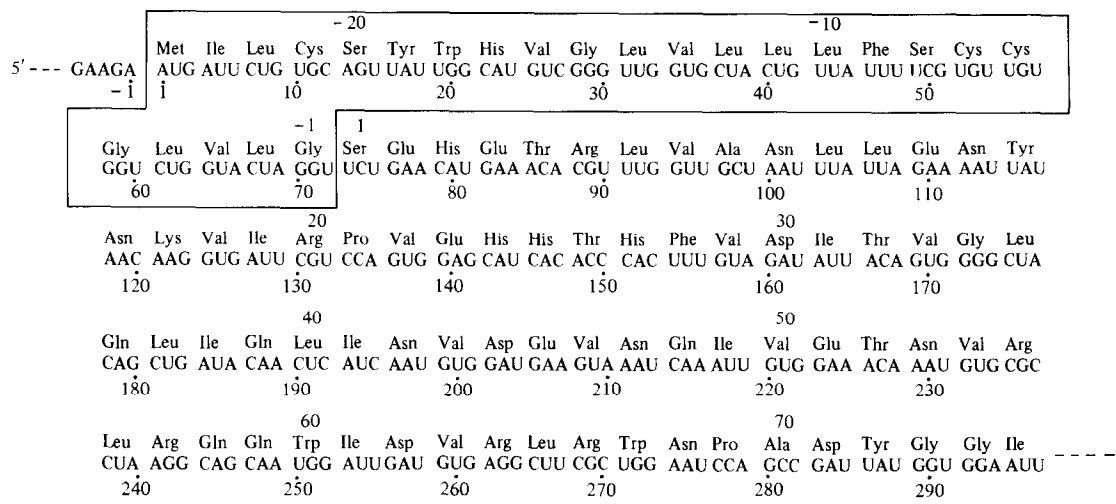 -20 -10
Met Ile Leu Cys Ser Tyr Trp His Val Gly Leu Val Leu Leu Leu Phe Ser Cys Cys
5' --- GAAGA AUG AUU CUG UGC AGU UAU UGG CAU GUC GGG UUG GUG CUA CUG UUA UUU UCG UGU UGU
-1 1 10 20 30 40 50
-1 1
Gly Leu Val Leu Gly Ser Glu His Glu Thr Arg Leu Val Ala Asn Leu Leu Glu Asn Tyr
GGU CUG GUA CUA GGU UCU GAA CAU GAA ACA CGU UUG GUU GCU AAU UUA UUA GAA AAU UAU
60 70 80 90 100 110
20 30
Asn Lys Val Ile Arg Pro Val Glu His His Thr His Phe Val Asp Ile Thr Val Gly Leu
AAC AAG GUG AUU CGU CCA GUG GAG CAU CAC ACC CAC UUU GUA GAU AUU ACA GUG GGG CUA
120 130 140 150 160 170
40 50
Gln Leu Ile Gln Leu Ile Asn Val Asp Glu Val Asn Gln Ile Val Glu Thr Asn Val Arg
CAG CUG AUA CAA CUC AUC AAU GUG GAU GAA GUA AAU CAA AUU GUG GAA ACA AAU GUG CGC
180 190 200 210 220 230
60 70
Leu Arg Gln Gln Trp Ile Asp Val Arg Leu Arg Trp Asn Pro Ala Asp Tyr Gly Gly Ile
CUA AGG CAG CAA UGG AUU GAU GUG AGG CUU CGC UGG AAU CCA GCC GAU UAU GGU GGA AUU ----
240 250 260 270 280 290